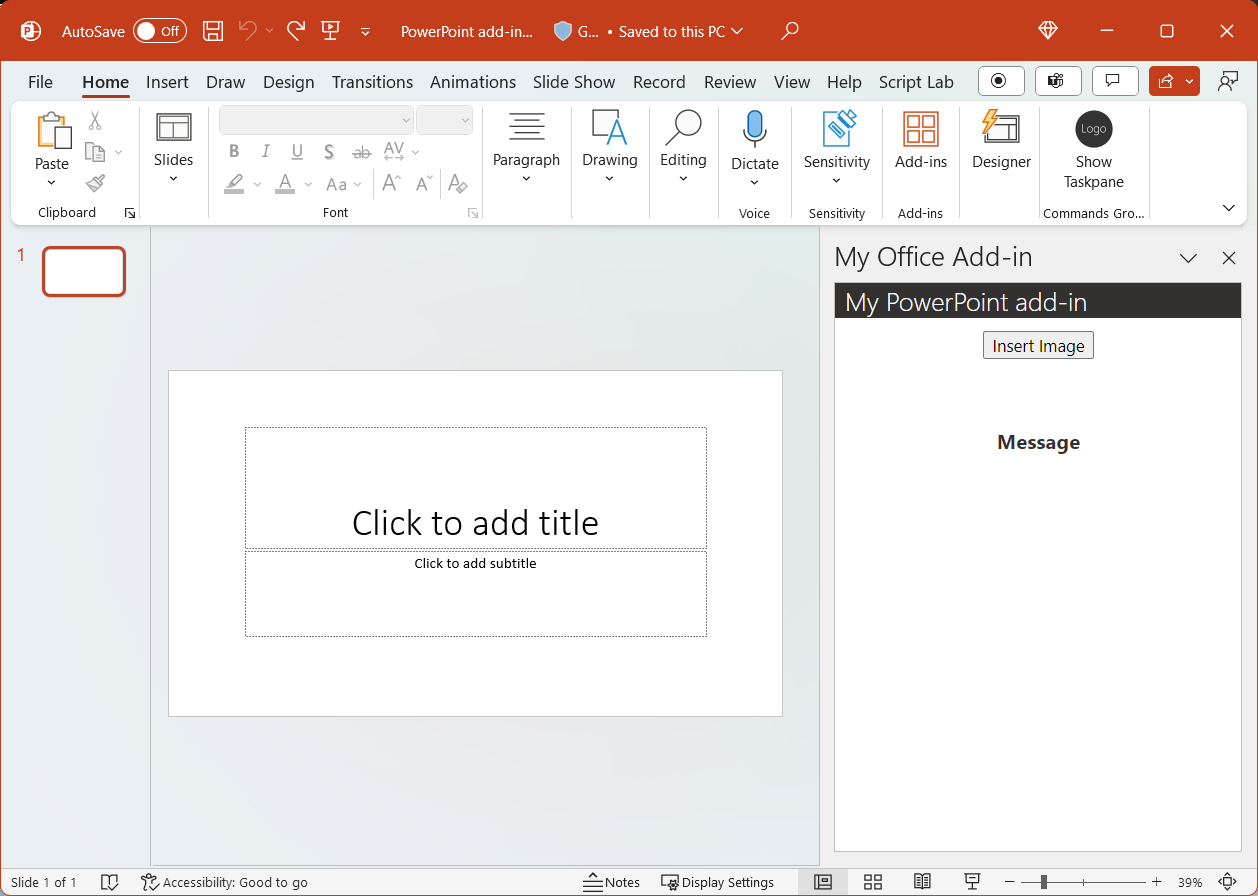 AutoSave Off PowerPoint add-in... G... • Saved to this PC
File Home Insert Draw Design Transitions Animations Slide Show Record Review View Help Script Lab
Paste Slides B I U S ab AV Aa A A A A Paragraph Drawing Editing Dictate Sensitivity Add-ins Designer Logo Show
Taskpane
Clipboard Font Voice Sensitivity Add-ins Commands Gro...
1
My Office Add-in
My PowerPoint add-in
Insert Image
Message
Click to add title
Click to add subtitle
Slide 1 of 1 Accessibility: Good to go Notes Display Settings 39%